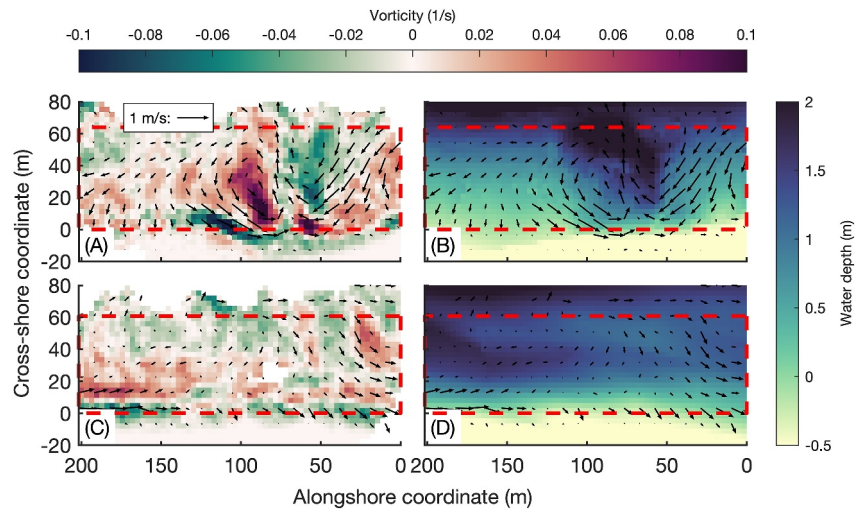 Vorticity (1/s)
-0.1 -0.08 -0.06 -0.04 -0.02 0 0.02 0.04 0.06 0.08 0.1
80
60
40
20
0
-20
1 m/s:
(A)
(B)
80
60
40
20
0
-20
(C)
(D)
200 150 100 50 0
200 150 100 50 0
Cross-shore coordinate (m)
Alongshore coordinate (m)
2
1.5
1
0.5
0
-0.5
Water depth (m)